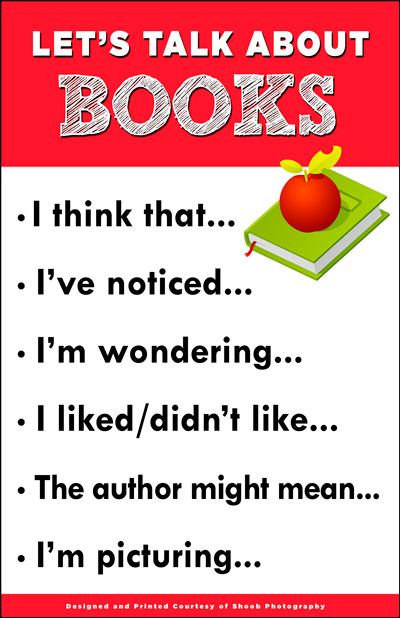 LET'S TALK ABOUT
BOOKS
• I think that...
• I've noticed...
• I'm wondering...
• I liked/didn't like...
• The author might mean...
• I'm picturing...
Designed and Printed Courtesy of Shoob Photography